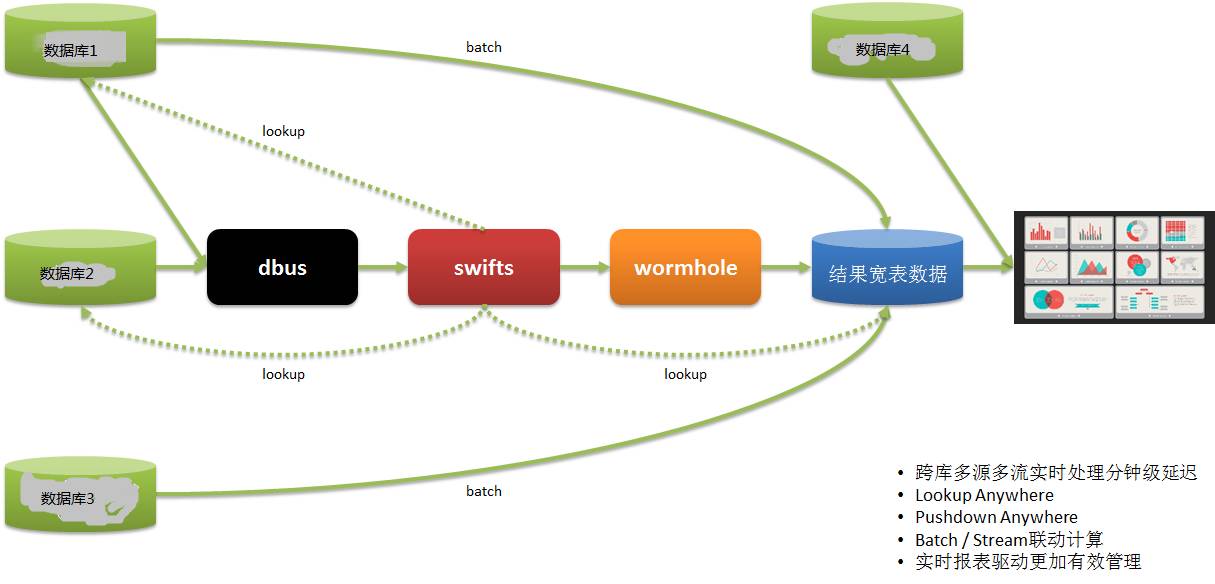 数据库1
batch
数据库4
lookup
数据库2
dbus
swifts
wormhole
结果宽表数据
lookup
lookup
数据库3
batch
• 跨库多源多流实时处理分钟级延迟
• Lookup Anywhere
• Pushdown Anywhere
• Batch / Stream联动计算
• 实时报表驱动更加有效管理